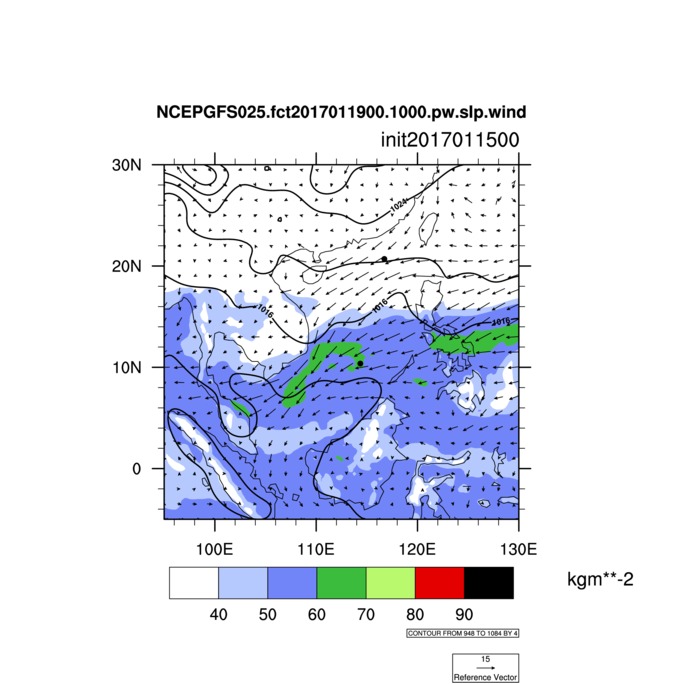 NCEPGFS025.fct2017011900.1000.pw.slp.wind
init2017011500
30N
1024
20N
1016
1016
1016
10N
0
100E 110E 120E 130E
kgm**-2
40 50 60 70 80 90
CONTOUR FROM 948 TO 1084 BY 4
15
Reference Vector